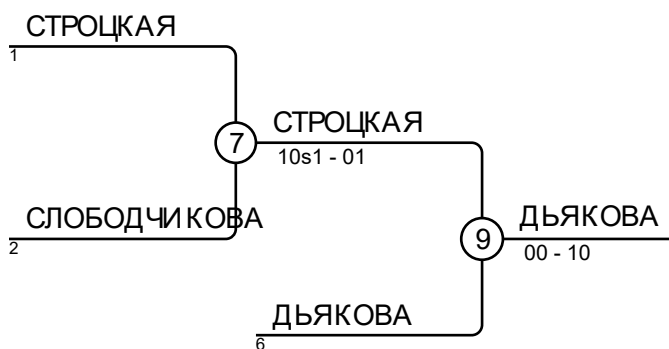 СТРОЦКАЯ
1
7
СТРОЦКАЯ
10s1 - 01
СЛОБОДЧИКОВА
2
9
ДЬЯКОВА
00 - 10
ДЬЯКОВА
6